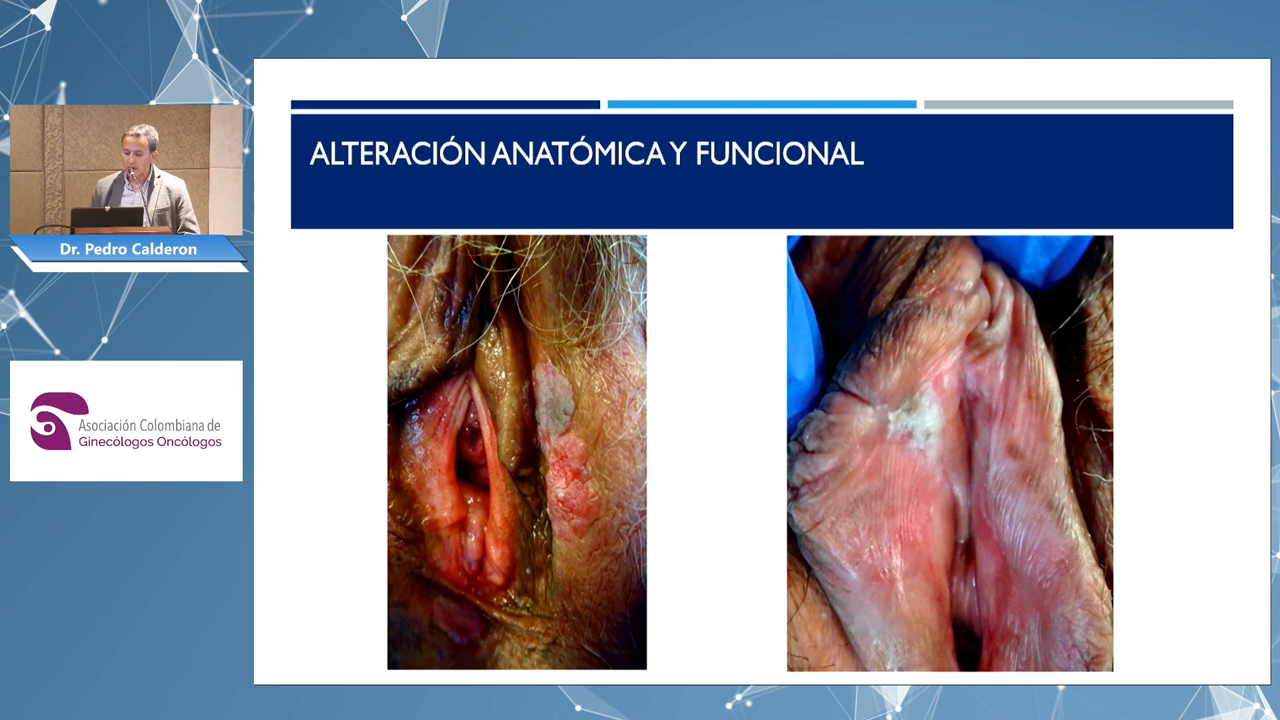 ALTERACIÓN ANATÓMICA Y FUNCIONAL
Dr. Pedro Calderon
Asociación Colombiana de
Ginecólogos Oncólogos